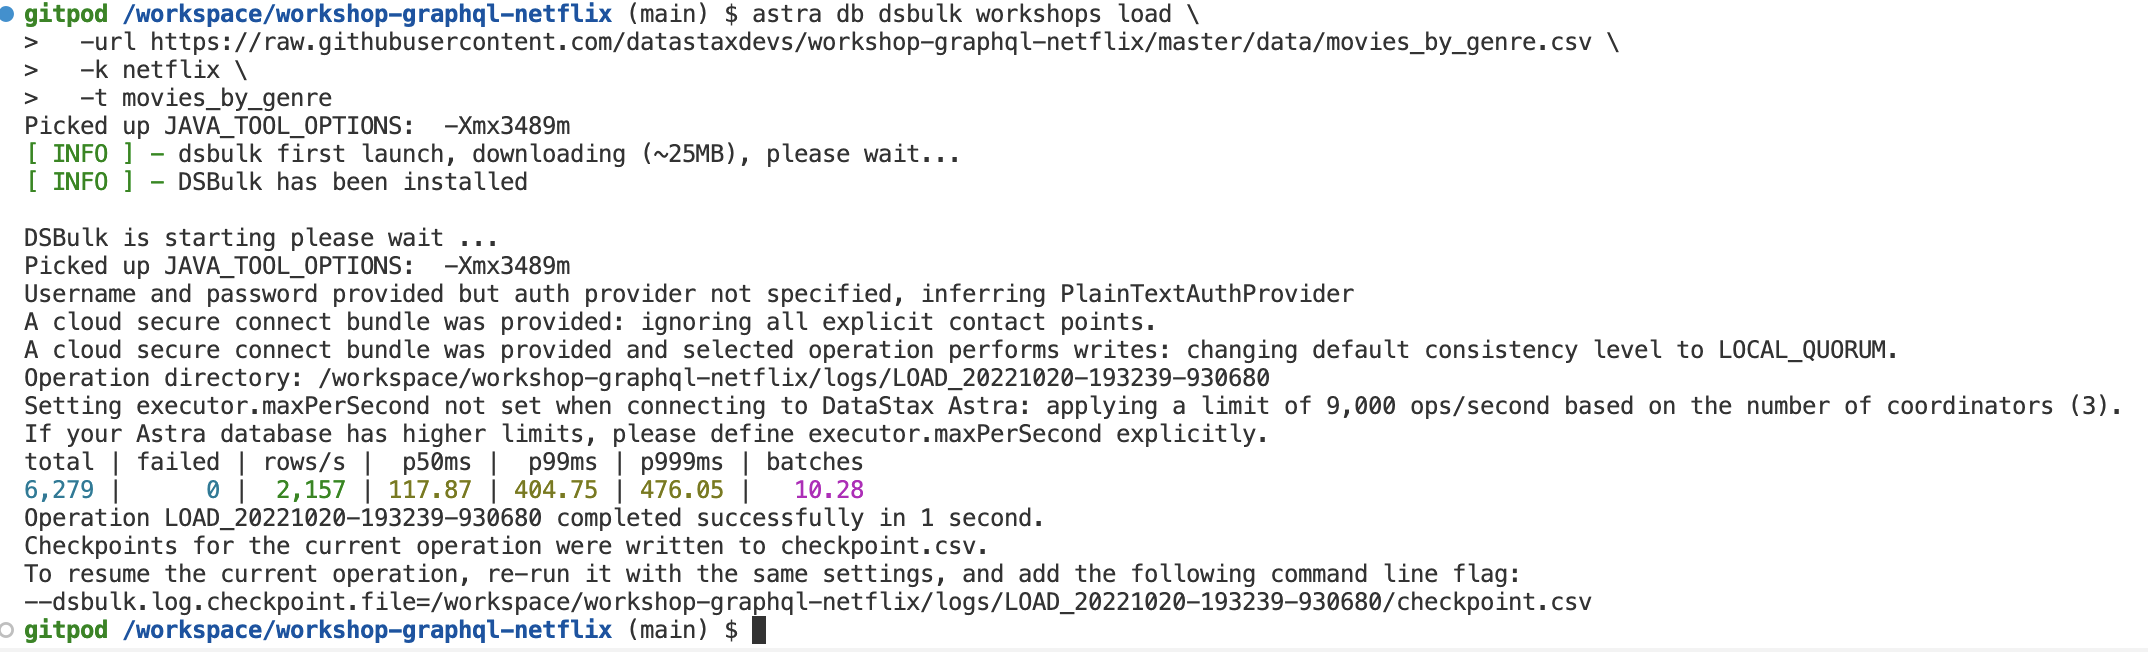 gitpod /workspace/workshop-graphql-netflix (main) $ astra db dsbulk workshops load \
>   -url https://raw.githubusercontent.com/datastaxdevs/workshop-graphql-netflix/master/data/movies_by_genre.csv \
>   -k netflix \
>   -t movies_by_genre
Picked up JAVA_TOOL_OPTIONS:  -Xmx3489m
[ INFO ] - dsbulk first launch, downloading (~25MB), please wait...
[ INFO ] - DSBulk has been installed
DSBulk is starting please wait ...
Picked up JAVA_TOOL_OPTIONS:  -Xmx3489m
Username and password provided but auth provider not specified, inferring PlainTextAuthProvider
A cloud secure connect bundle was provided: ignoring all explicit contact points.
A cloud secure connect bundle was provided and selected operation performs writes: changing default consistency level to LOCAL_QUORUM.
Operation directory: /workspace/workshop-graphql-netflix/logs/LOAD_20221020-193239-930680
Setting executor.maxPerSecond not set when connecting to DataStax Astra: applying a limit of 9,000 ops/second based on the number of coordinators (3).
If your Astra database has higher limits, please define executor.maxPerSecond explicitly.
total | failed | rows/s |  p50ms |  p99ms | p999ms | batches
6,279 |      0 |  2,157 | 117.87 | 404.75 | 476.05 |   10.28
Operation LOAD_20221020-193239-930680 completed successfully in 1 second.
Checkpoints for the current operation were written to checkpoint.csv.
To resume the current operation, re-run it with the same settings, and add the following command line flag:
--dsbulk.log.checkpoint.file=/workspace/workshop-graphql-netflix/logs/LOAD_20221020-193239-930680/checkpoint.csv
gitpod /workspace/workshop-graphql-netflix (main) $